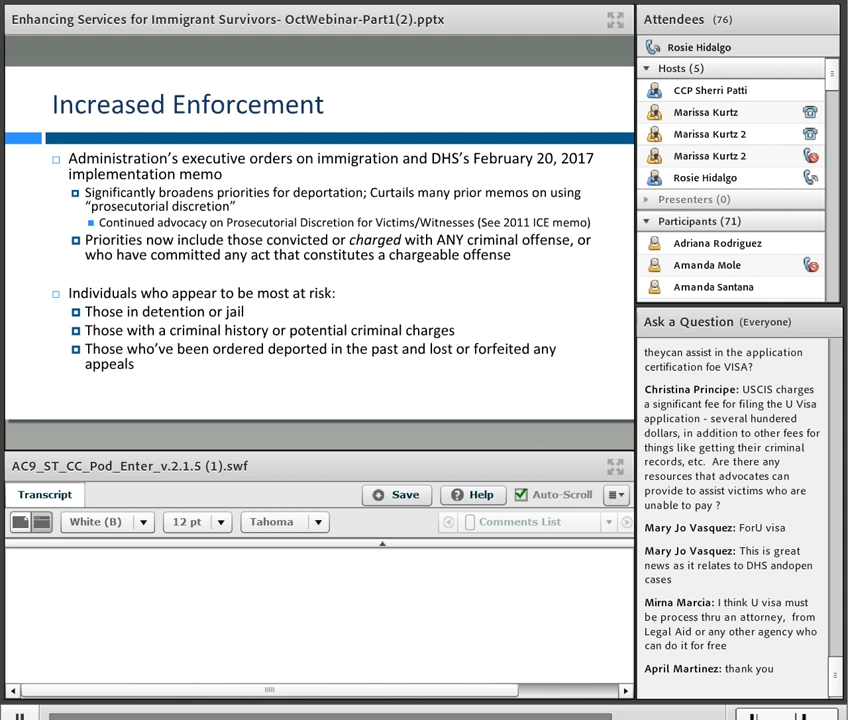 Enhancing Services for Immigrant Survivors- OctWebinar-Part1(2).pptx
Increased Enforcement
Administration's executive orders on immigration and DHS's February 20, 2017
implementation memo
Significantly broadens priorities for deportation; Curtails many prior memos on using
“prosecutorial discretion”
Continued advocacy on Prosecutorial Discretion for Victims/Witnesses (See 2011 ICE memo)
Priorities now include those convicted or charged with ANY criminal offense, or
who have committed any act that constitutes a chargeable offense
Individuals who appear to be most at risk:
Those in detention or jail
Those with a criminal history or potential criminal charges
Those who've been ordered deported in the past and lost or forfeited any
appeals
AC9_ST_CC_Pod_Enter_v.2.1.5 (1).swf
Transcript
Save
Help
Auto-Scroll
White (B)
12 pt
Tahoma
Comments List
Attendees (76)
Rosie Hidalgo
Hosts (5)
CCP Sherri Patti
Marissa Kurtz
Marissa Kurtz 2
Marissa Kurtz 2
Rosie Hidalgo
Presenters (0)
Participants (71)
Adriana Rodriguez
Amanda Mole
Amanda Santana
Ask a Question (Everyone)
theycan assist in the application
certification foe VISA?
Christina Principe: USCIS charges
a significant fee for filing the U Visa
application - several hundered
dollars, in addition to other fees for
things like getting their criminal
records, etc. Are there any
resources that advocates can
provide to assist victims who are
unable to pay ?
Mary Jo Vasquez: ForU visa
Mary Jo Vasquez: This is great
news as it relates to DHS andopen
cases
Mirna Marcia: I think U visa must
be process thru an attorney, from
Legal Aid or any other agency who
can do it for free
April Martinez: thank you